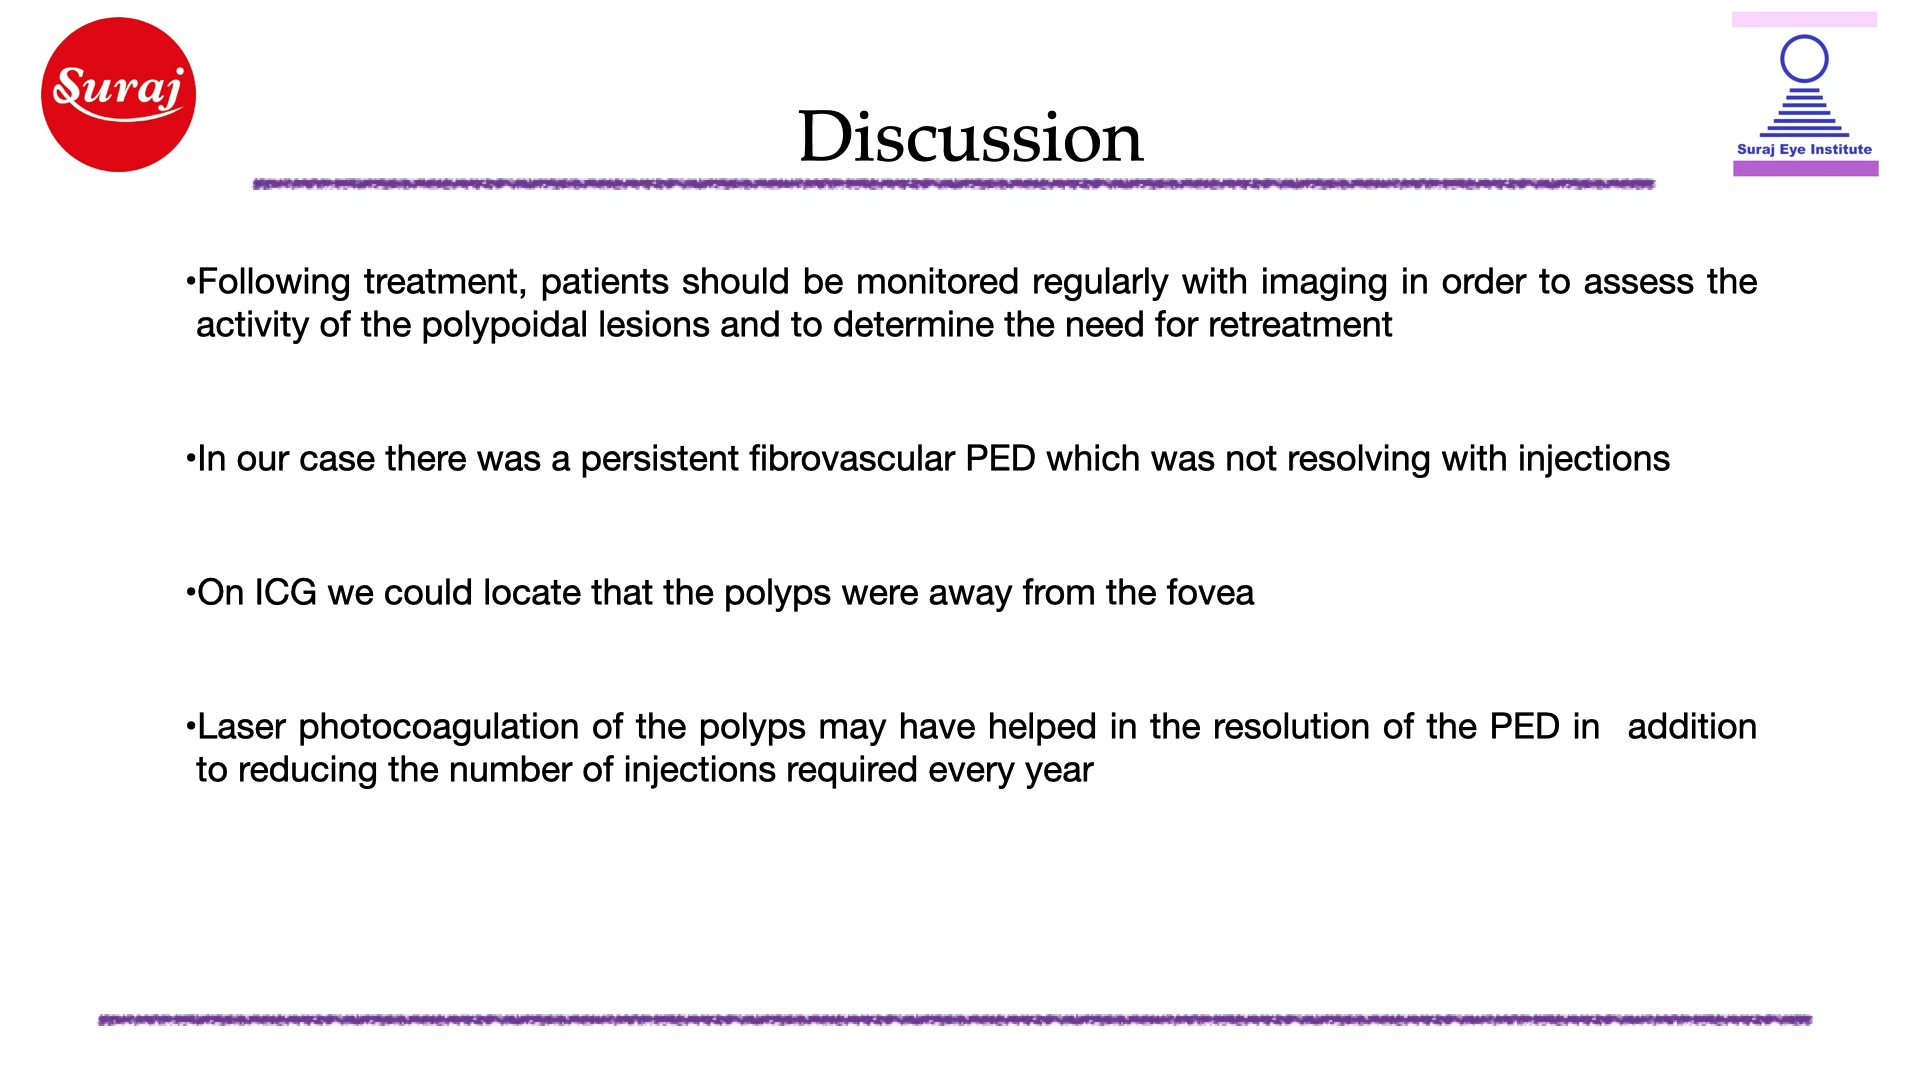 Suraj
Suraj Eye Institute
Discussion
•Following treatment, patients should be monitored regularly with imaging in order to assess the
activity of the polypoidal lesions and to determine the need for retreatment
•In our case there was a persistent fibrovascular PED which was not resolving with injections
•On ICG we could locate that the polyps were away from the fovea
•Laser photocoagulation of the polyps may have helped in the resolution of the PED in  addition
to reducing the number of injections required every year